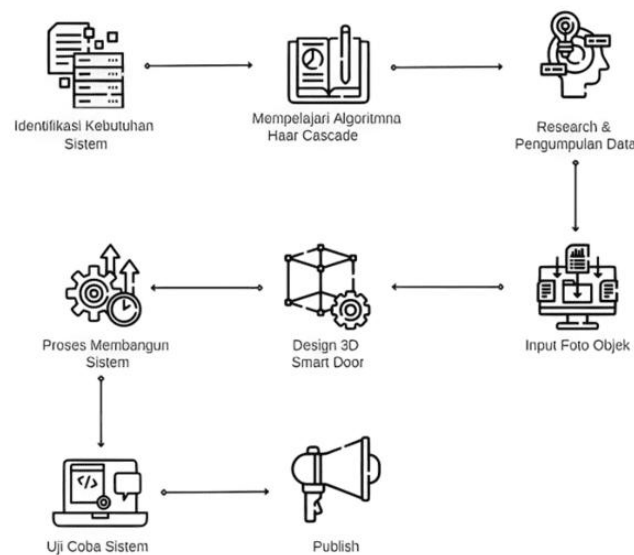 Identifikasi Kebutuhan
Sistem
Mempelajari Algoritmna
Haar Cascade
Research &
Pengumpulan Data
Input Foto Objek
Design 3D
Smart Door
Proses Membangun
Sistem
</>
Uji Coba Sistem
Publish